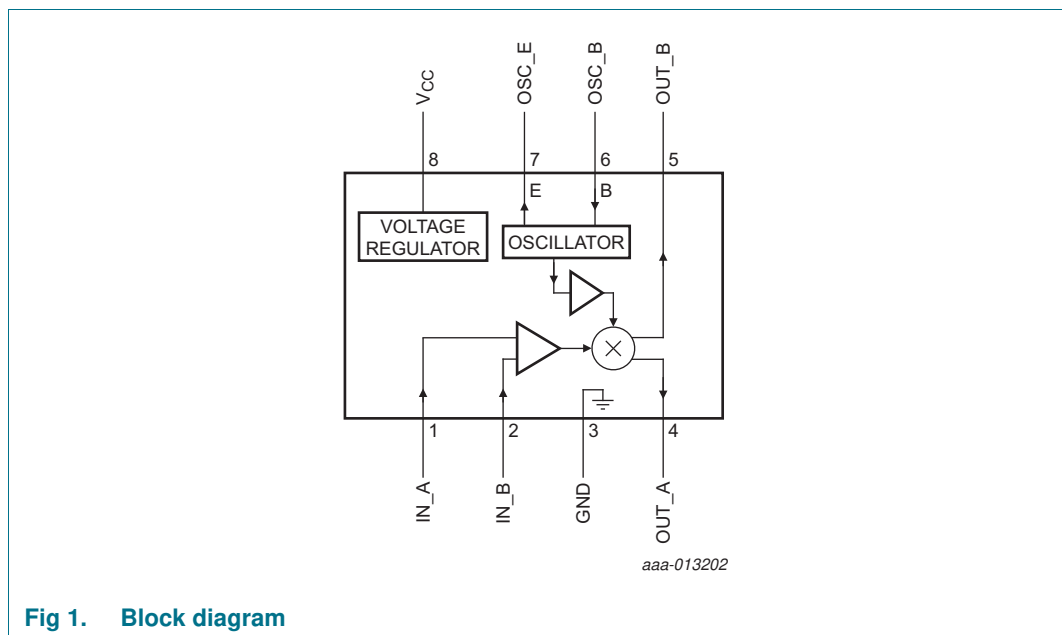 VCC
OSC_E
OSC_B
OUT_B
8
7
6
5
E
B
VOLTAGE
REGULATOR
OSCILLATOR
1
2
3
4
IN_A
IN_B
GND
OUT_A
aaa-013202
Fig 1. Block diagram